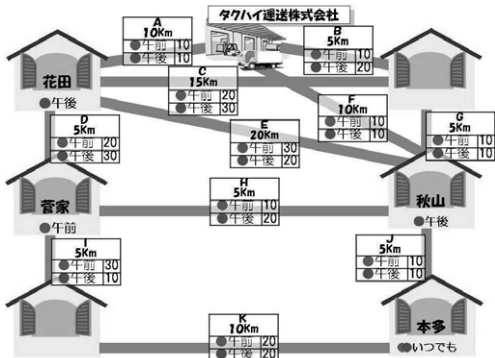 タクハイ運送株式会社
A
10Km
●午前 10
●午後 10
B
5Km
●午前 10
●午後 10
C
15Km
●午前 20
●午後 30
花田
●午後
D
5Km
●午前 20
●午後 30
E
20Km
●午前 30
●午後 20
F
10Km
●午前 10
●午後 10
G
5Km
●午前 10
●午後 10
H
5Km
●午前 10
●午後 20
菅家
●午前
秋山
●午後
I
5Km
●午前 30
●午後 10
J
5Km
●午前 10
●午後 10
K
10Km
●午前 20
●午後 20
本多
●●いつでも